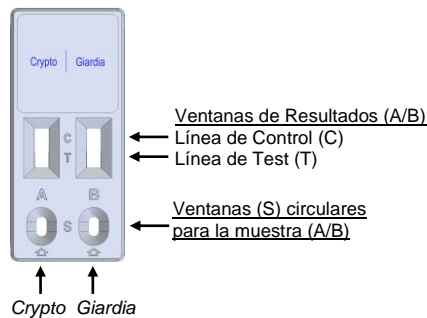 Crypto Giardia
Ventanas de Resultados (A/B)
C Línea de Control (C)
T Línea de Test (T)
A B
Ventanas (S) circulares
S
para la muestra (A/B)
Crypto Giardia